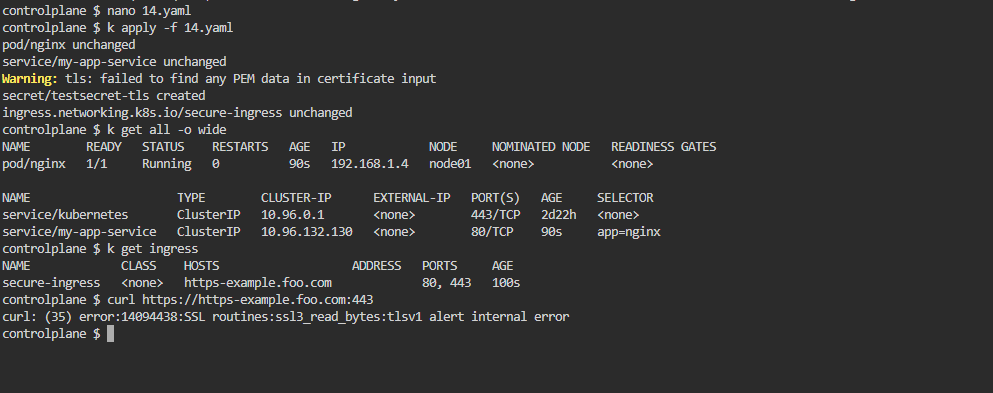 controlplane $ nano 14.yaml
controlplane $ k apply -f 14.yaml
pod/nginx unchanged
service/my-app-service unchanged
Warning: tls: failed to find any PEM data in certificate input
secret/testsecret-tls created
ingress.networking.k8s.io/secure-ingress unchanged
controlplane $ k get all -o wide
NAME READY STATUS RESTARTS AGE IP NODE NOMINATED NODE READINESS GATES
pod/nginx 1/1 Running 0 90s 192.168.1.4 node01 <none> <none>
NAME TYPE CLUSTER-IP EXTERNAL-IP PORT(S) AGE SELECTOR
service/kubernetes ClusterIP 10.96.0.1 <none> 443/TCP 2d22h <none>
service/my-app-service ClusterIP 10.96.132.130 <none> 80/TCP 90s app=nginx
controlplane $ k get ingress
NAME CLASS HOSTS ADDRESS PORTS AGE
secure-ingress <none> https-example.foo.com 80, 443 100s
controlplane $ curl https://https-example.foo.com:443
curl: (35) error:14094438:SSL routines:ssl3_read_bytes:tlsv1 alert internal error
controlplane $